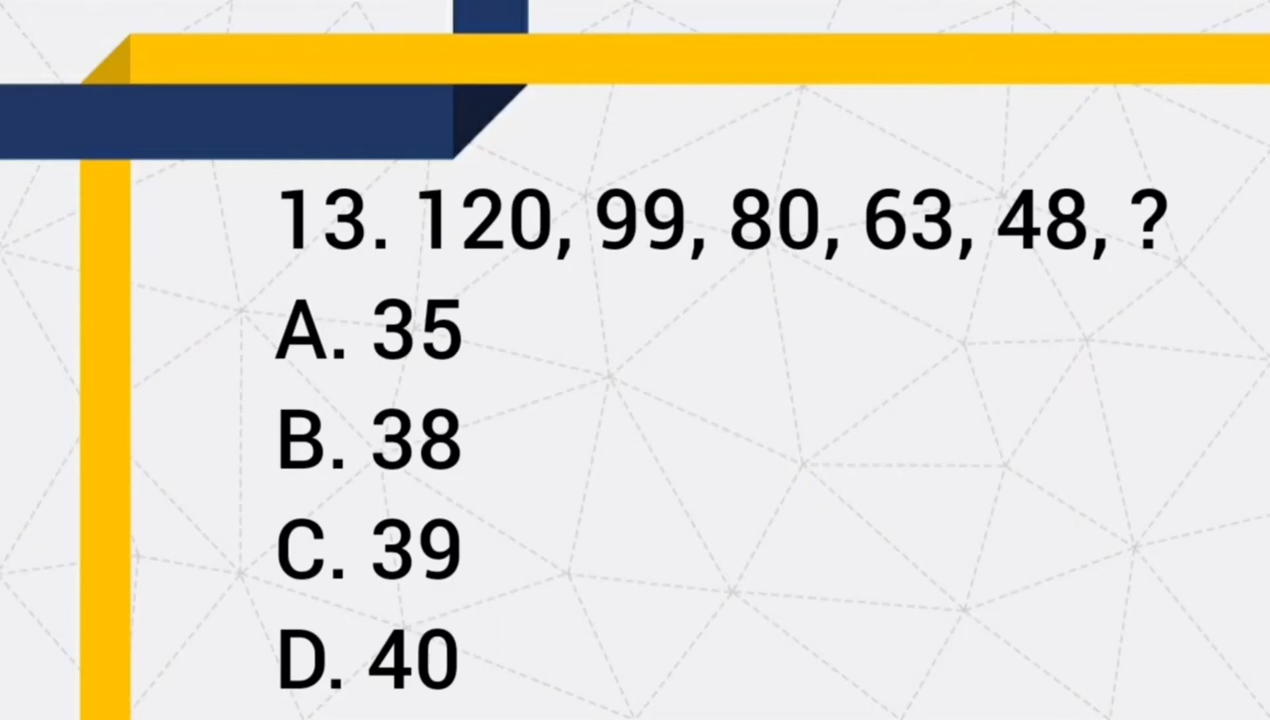 13. 120, 99, 80, 63, 48, ?
A. 35
B. 38
C. 39
D. 40